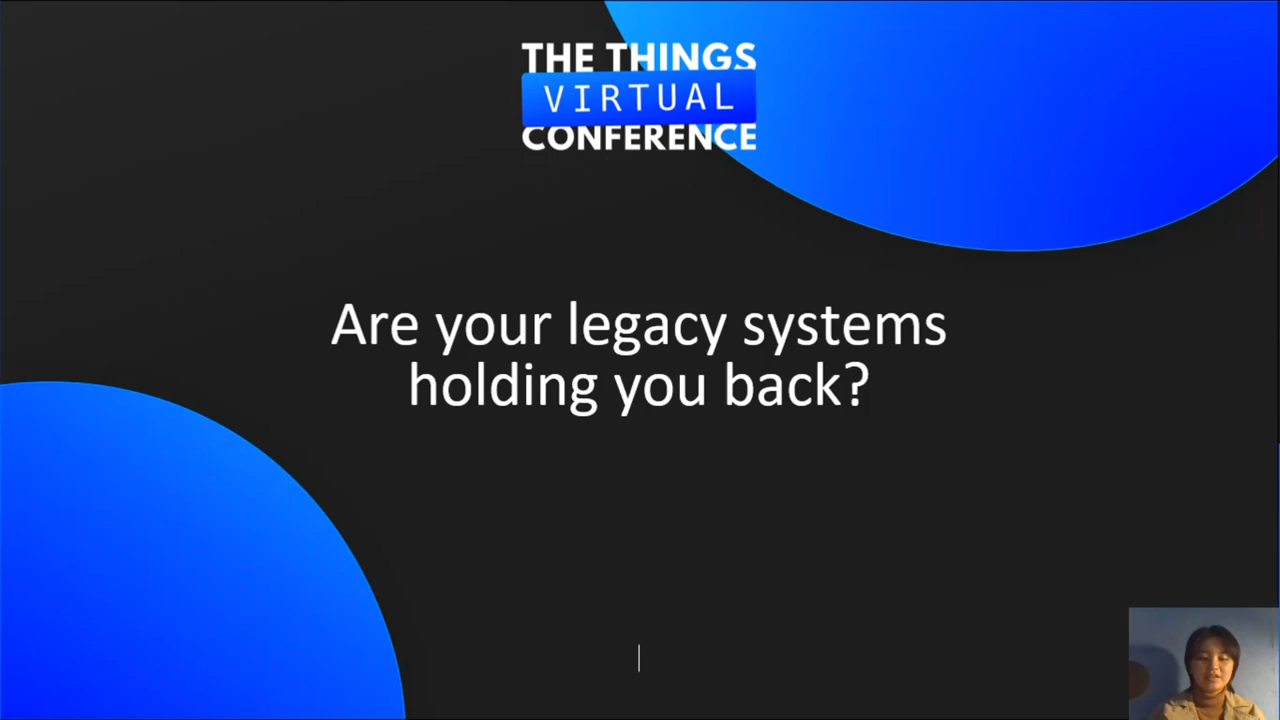 THE THINGS
VIRTUAL
CONFERENCE
Are your legacy systems
holding you back?